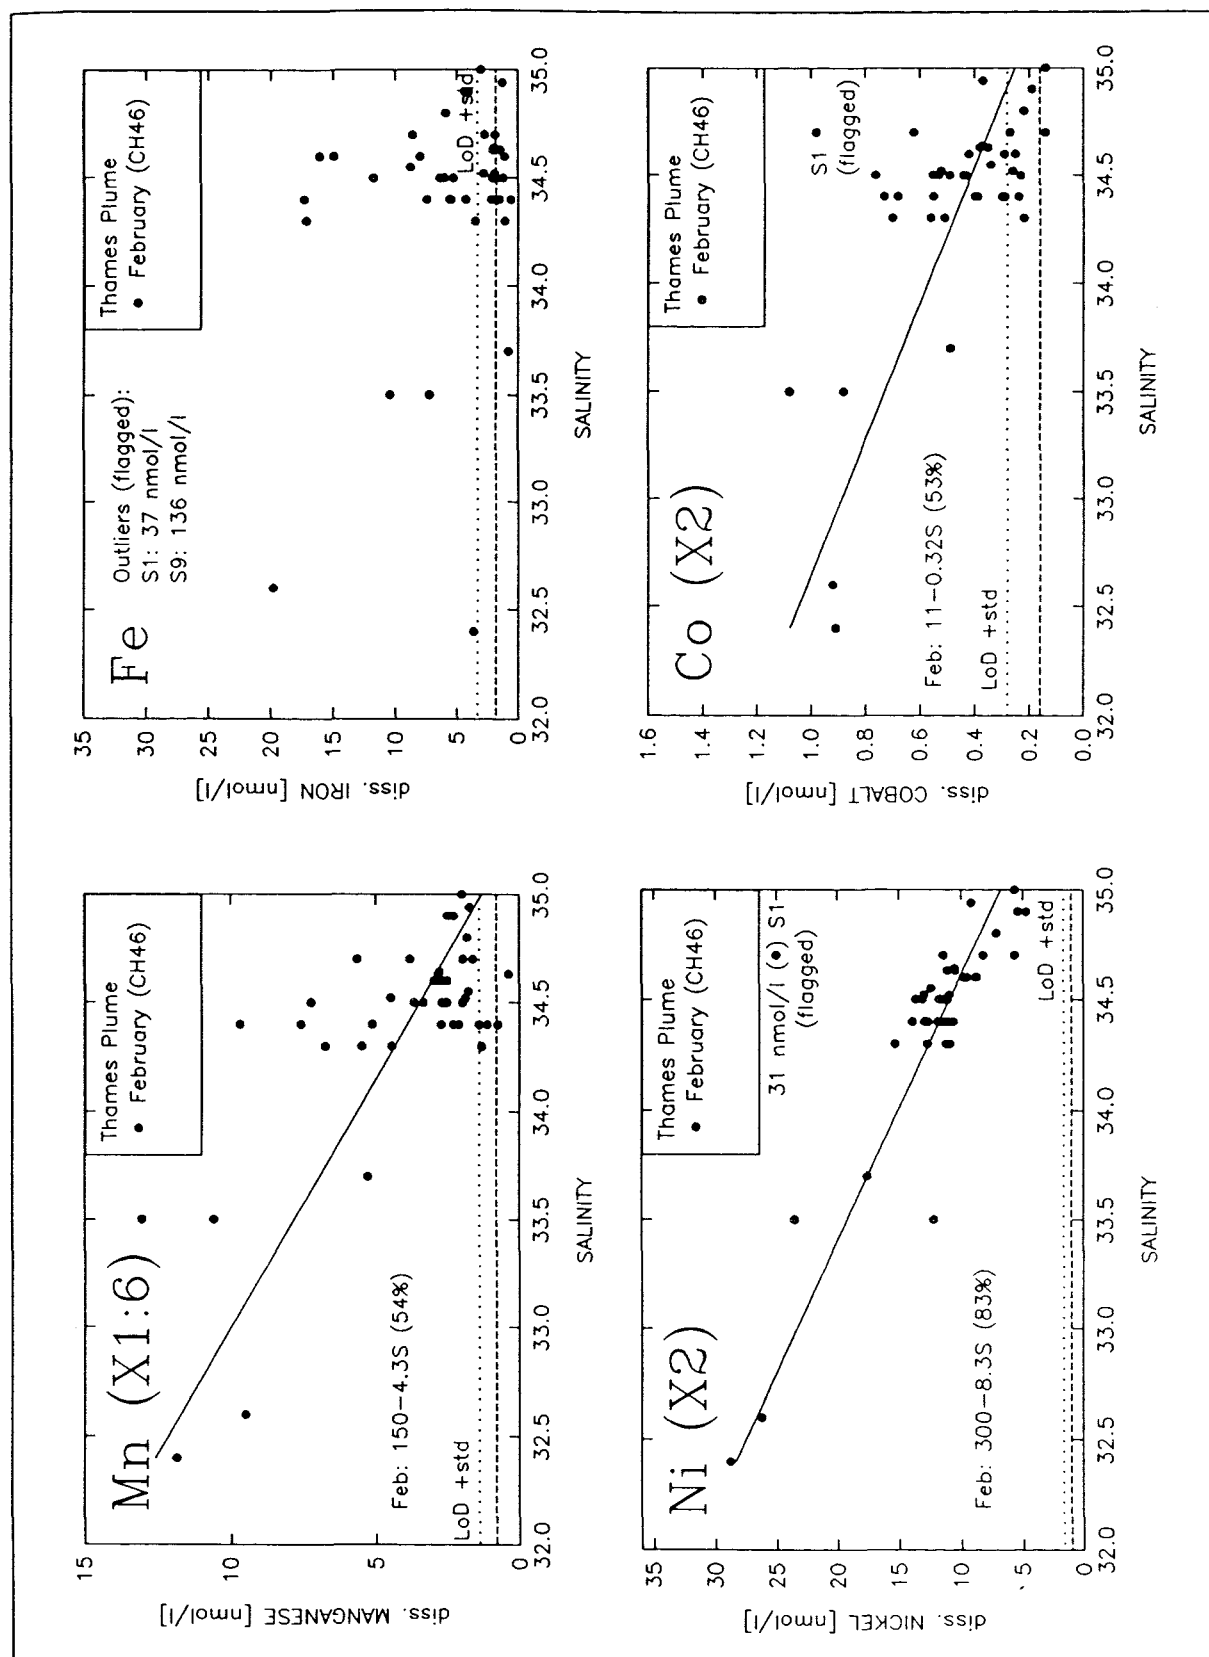 Mn (X1:6)
Thames Plume
● February (CH46)
Feb: 150-4.3S (54%)
LoD +std
diss. MANGANESE [nmol/l]
15
10
5
0
32.0 32.5 33.0 33.5 34.0 34.5 35.0
SALINITY
Fe
Outliers (flagged):
S1: 37 nmol/l
S9: 136 nmol/l
Thames Plume
● February (CH46)
LoD +std
diss. IRON [nmol/l]
35
30
25
20
15
10
5
0
32.0 32.5 33.0 33.5 34.0 34.5 35.0
SALINITY
Ni (X2)
Thames Plume
● February (CH46)
31 nmol/l (●) S1
(flagged)
Feb: 300-8.3S (83%)
LoD +std
diss. NICKEL [nmol/l]
35
30
25
20
15
10
5
0
32.0 32.5 33.0 33.5 34.0 34.5 35.0
SALINITY
Co (X2)
Thames Plume
● February (CH46)
S1
(flagged)
Feb: 11-0.32S (53%)
LoD +std
diss. COBALT [nmol/l]
1.6
1.4
1.2
1.0
0.8
0.6
0.4
0.2
0.0
32.0 32.5 33.0 33.5 34.0 34.5 35.0
SALINITY